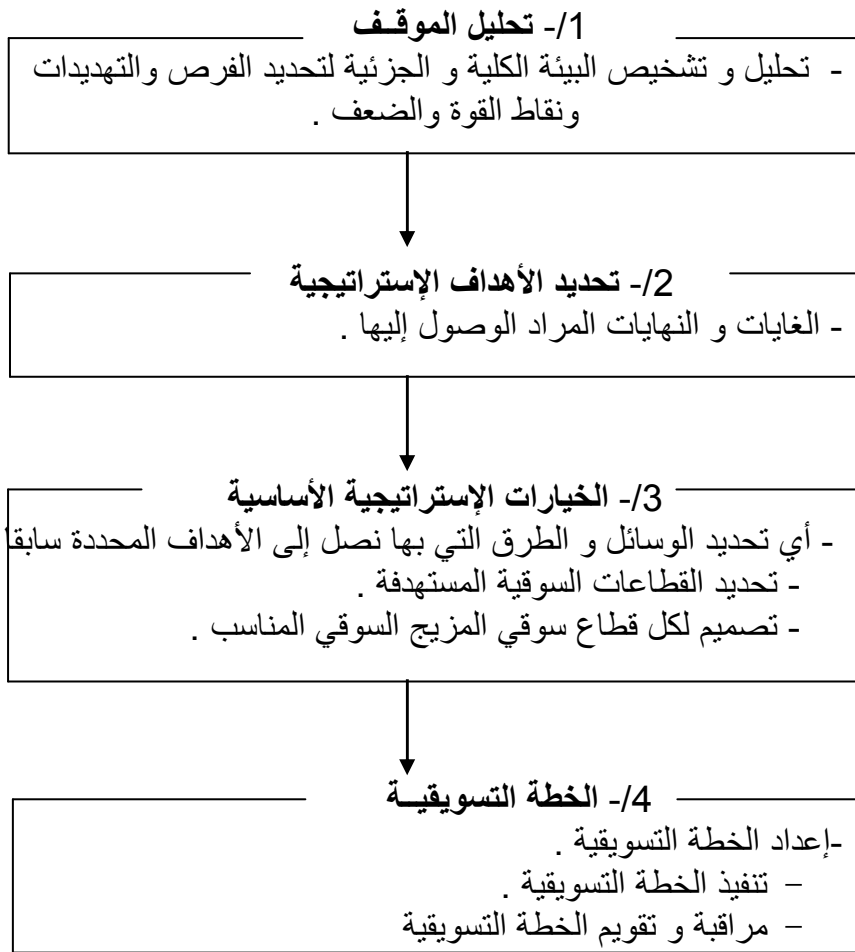 1/- تحليل الموقــف
- تحليل و تشخيص البيئة الكلية و الجزئية لتحديد الفرص والتهديدات
ونقاط القوة والضعف .
2/- تحديد الأهداف الإستراتيجية
- الغايات و النهايات المراد الوصول إليها .
3/- الخيارات الإستراتيجية الأساسية
- أي تحديد الوسائل و الطرق التي بها نصل إلى الأهداف المحددة سابقا
- تحديد القطاعات السوقية المستهدفة .
- تصميم لكل قطاع سوقي المزيج السوقي المناسب .
4/- الخطة التسويقيــة
-إعداد الخطة التسويقية .
– تنفيذ الخطة التسويقية .
– مراقبة و تقويم الخطة التسويقية